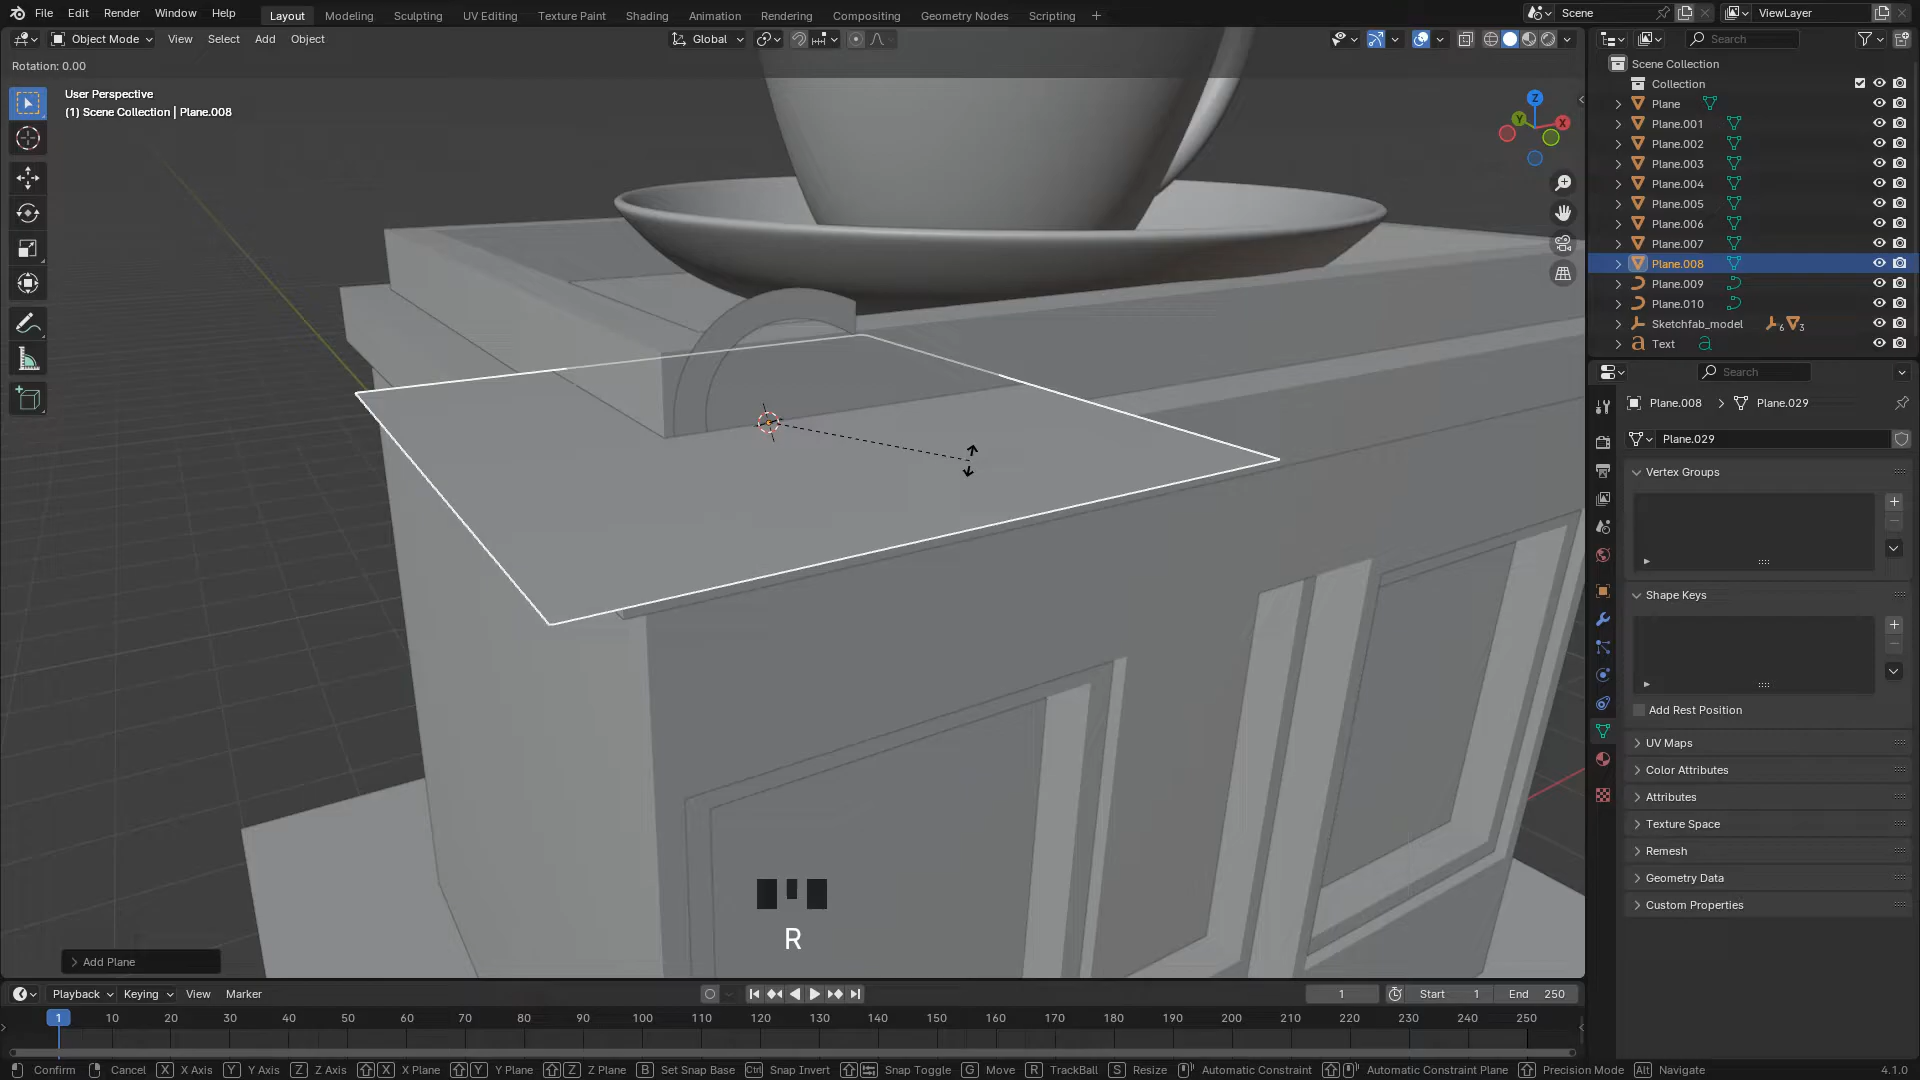 File Edit Render Window Help Layout Modeling Sculpting UV Editing Texture Paint Shading Animation Rendering Compositing Geometry Nodes Scripting + Scene ViewLayer
Object Mode View Select Add Object Global Search
Rotation: 0.00
User Perspective
(1) Scene Collection | Plane.008
Z
Y
X
Scene Collection
Collection
Plane
Plane.001
Plane.002
Plane.003
Plane.004
Plane.005
Plane.006
Plane.007
Plane.008
Plane.009
Plane.010
Sketchfab_model 6 3
Text
Search
Plane.008 Plane.029
Plane.029
Vertex Groups
Shape Keys
Add Rest Position
UV Maps
Color Attributes
Attributes
Texture Space
Remesh
Geometry Data
Custom Properties
R
Add Plane
Playback Keying View Marker 1 Start 1 End 250
1 10 20 30 40 50 60 70 80 90 100 110 120 130 140 150 160 170 180 190 200 210 220 230 240 250
Confirm Cancel X X Axis Y Y Axis Z Z Axis X X Plane Y Y Plane Z Z Plane B Set Snap Base Ctrl Snap Invert Snap Toggle G Move R TrackBall S Resize Automatic Constraint Automatic Constraint Plane Precision Mode Alt Navigate 4.1.0